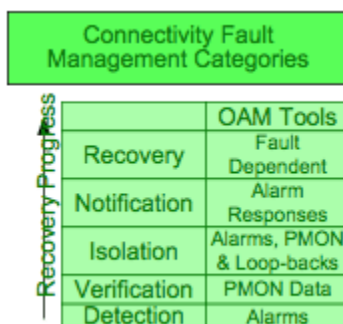 Connectivity Fault
Management Categories
OAM Tools
Recovery
Fault
Dependent
Notification
Alarm
Responses
Isolation
Alarms, PMON
& Loop-backs
Verification
PMON Data
Detection
Alarms
Recovery Progress